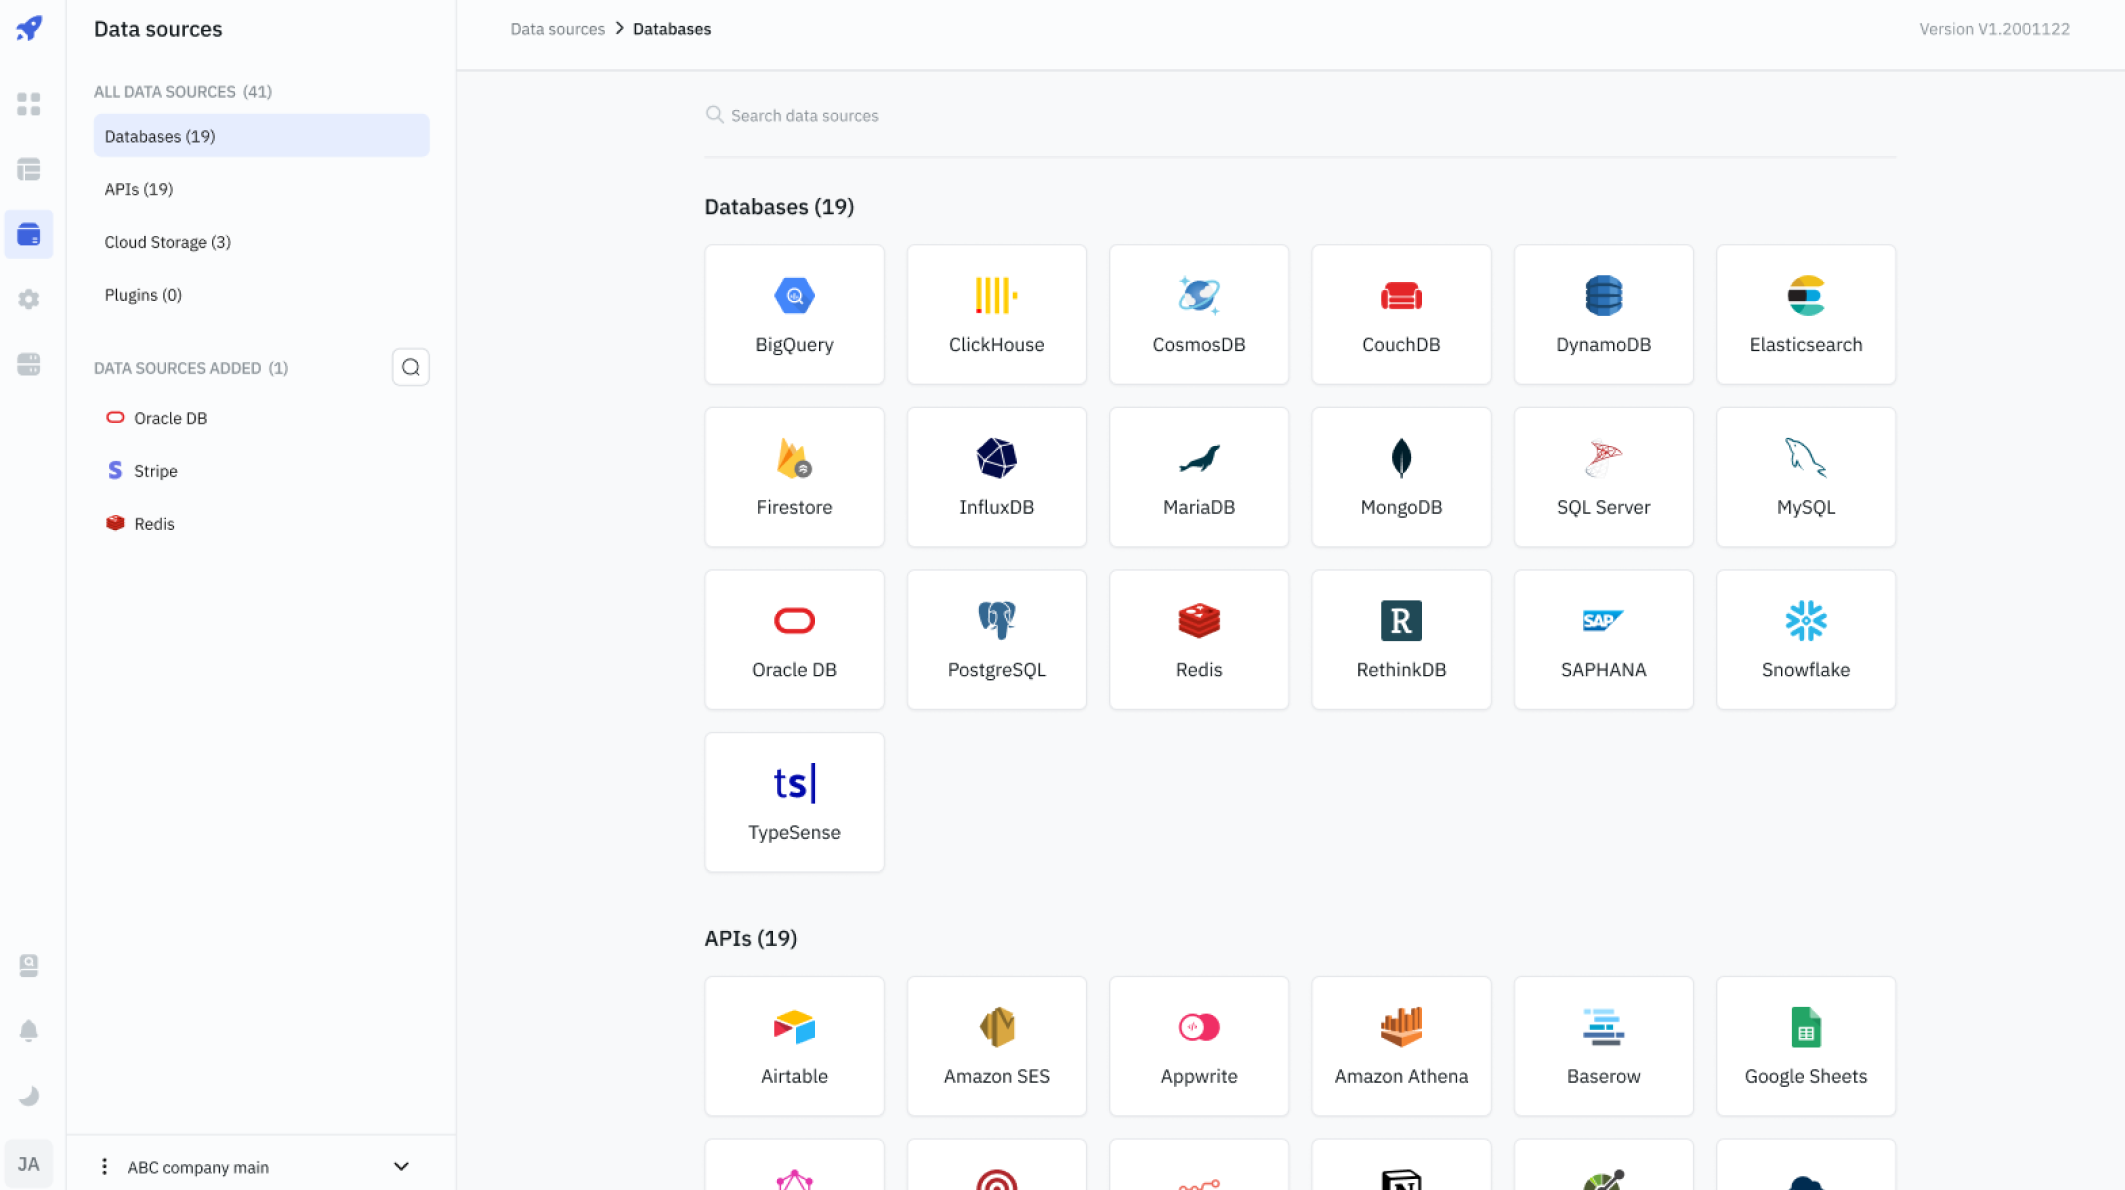 Data sources
ALL DATA SOURCES (41)
Databases (19)
APIs (19)
Cloud Storage (3)
Plugins (0)
DATA SOURCES ADDED (1)
Oracle DB
Stripe
Redis
JA
ABC company main
Data sources > Databases
Version V1.2001122
Search data sources
Databases (19)
BigQuery
ClickHouse
CosmosDB
CouchDB
DynamoDB
Elasticsearch
Firestore
InfluxDB
MariaDB
MongoDB
SQL Server
MySQL
Oracle DB
PostgreSQL
Redis
R
RethinkDB
SAP
SAPHANA
Snowflake
ts|
TypeSense
APIs (19)
Airtable
Amazon SES
Appwrite
Amazon Athena
Baserow
Google Sheets